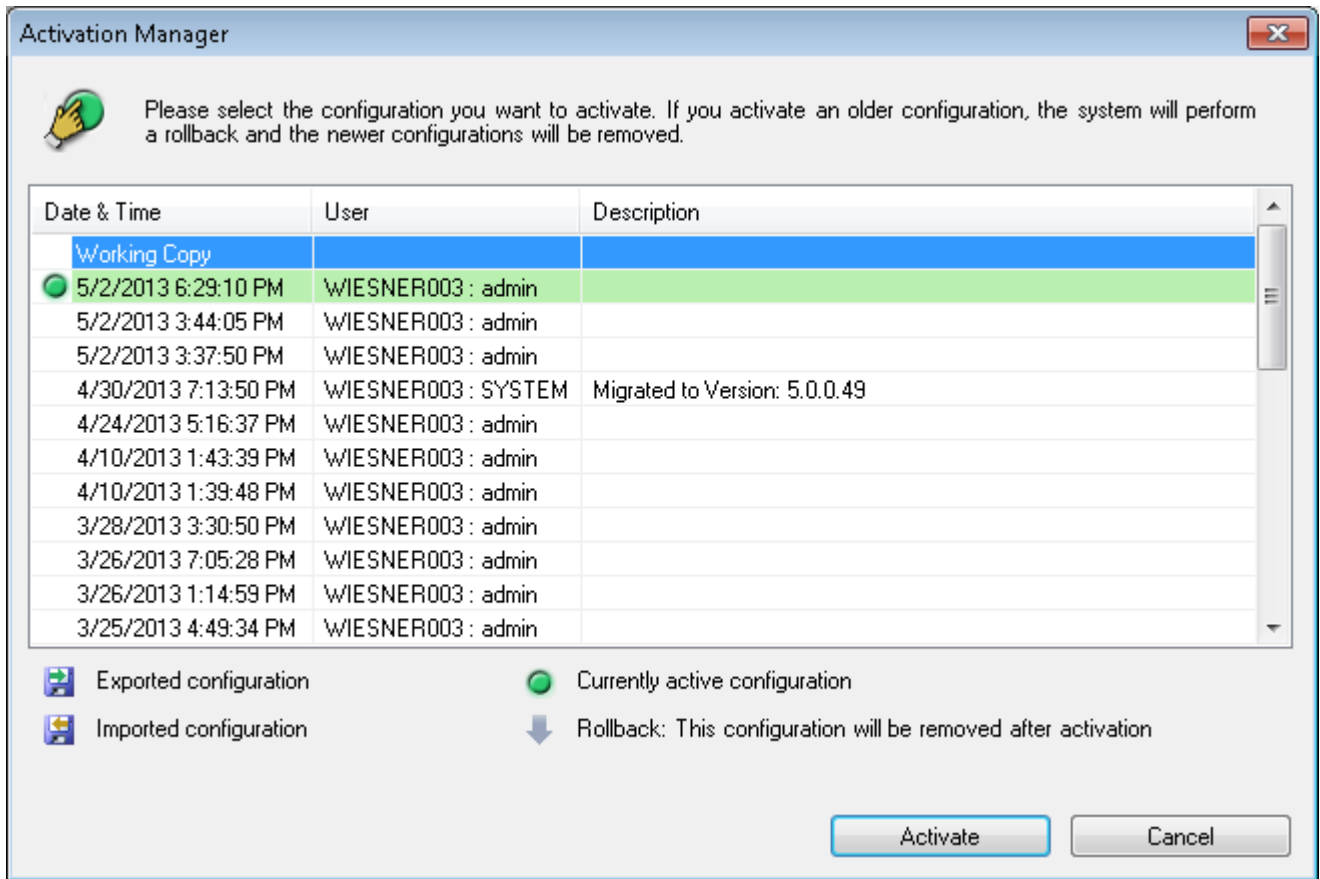 Activation Manager
Please select the configuration you want to activate. If you activate an older configuration, the system will perform
a rollback and the newer configurations will be removed.
Date & Time User Description
Working Copy
5/2/2013 6:29:10 PM WIESNER003 : admin
5/2/2013 3:44:05 PM WIESNER003 : admin
5/2/2013 3:37:50 PM WIESNER003 : admin
4/30/2013 7:13:50 PM WIESNER003 : SYSTEM Migrated to Version: 5.0.0.49
4/24/2013 5:16:37 PM WIESNER003 : admin
4/10/2013 1:43:39 PM WIESNER003 : admin
4/10/2013 1:39:48 PM WIESNER003 : admin
3/28/2013 3:30:50 PM WIESNER003 : admin
3/26/2013 7:05:28 PM WIESNER003 : admin
3/26/2013 1:14:59 PM WIESNER003 : admin
3/25/2013 4:49:34 PM WIESNER003 : admin
Exported configuration Currently active configuration
Imported configuration Rollback: This configuration will be removed after activation
Activate Cancel